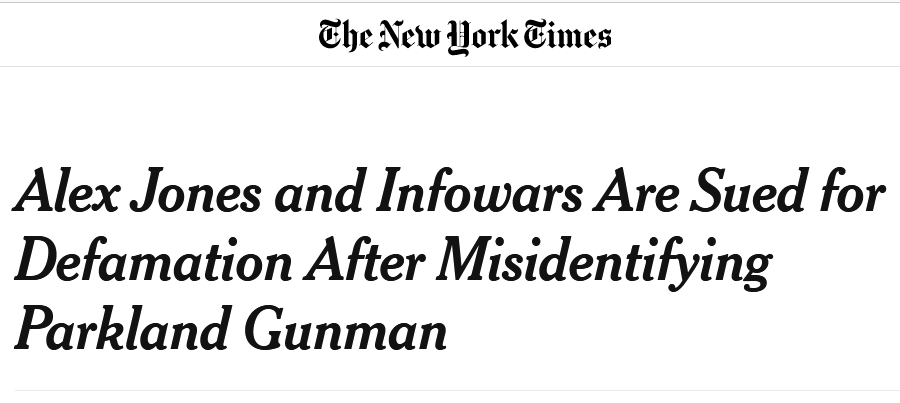 The New York Times
Alex Jones and Infowars Are Sued for
Defamation After Misidentifying
Parkland Gunman